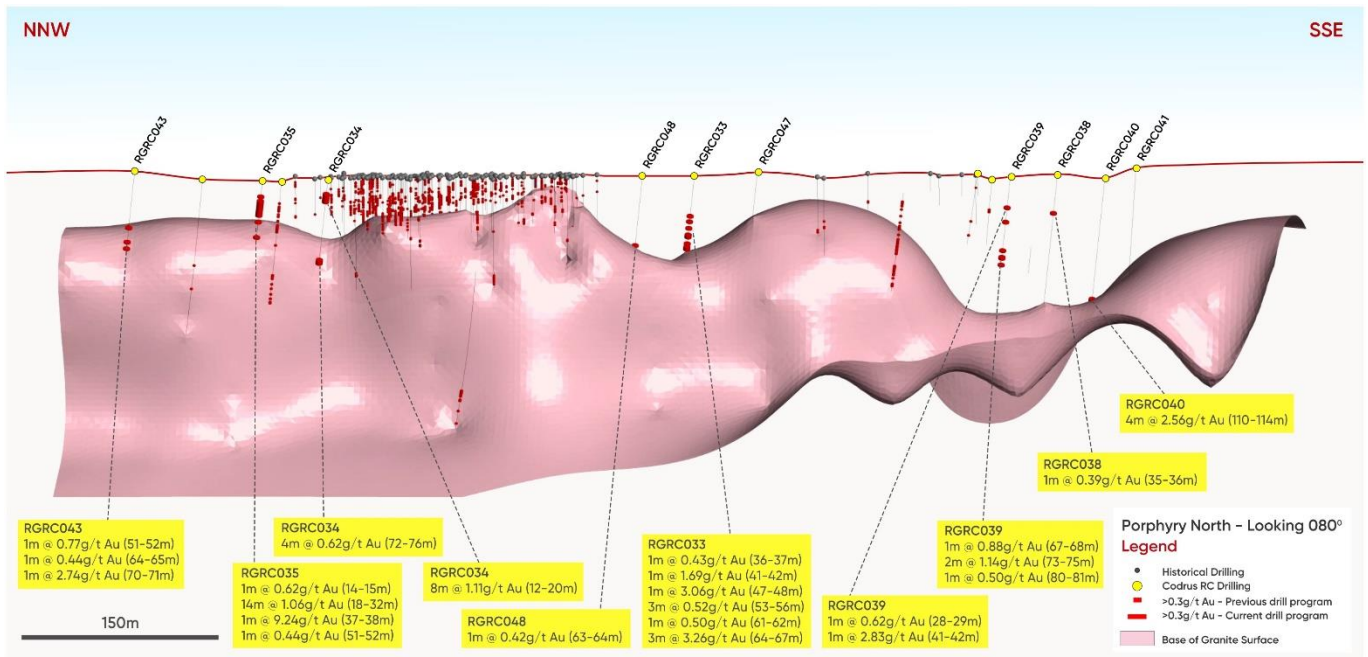 NNW
SSE
RGRC043
RGRC035
RGRC034
RGRC048
RGRC033
RGRC047
RGRC039
RGRC038
RGRC040
RGRC041
RGRC040
4m @ 2.56g/t Au (110-114m)
RGRC038
1m @ 0.39g/t Au (35-36m)
RGRC043
1m @ 0.77g/t Au (51-52m)
1m @ 0.44g/t Au (64-65m)
1m @ 2.74g/t Au (70-71m)
RGRC034
4m @ 0.62g/t Au (72-76m)
RGRC035
1m @ 0.62g/t Au (14-15m)
14m @ 1.06g/t Au (18-32m)
1m @ 9.24g/t Au (37-38m)
1m @ 0.44g/t Au (51-52m)
RGRC034
8m @ 1.11g/t Au (12-20m)
RGRC048
1m @ 0.42g/t Au (63-64m)
RGRC033
1m @ 0.43g/t Au (36-37m)
1m @ 1.69g/t Au (41-42m)
1m @ 3.06g/t Au (47-48m)
3m @ 0.52g/t Au (53-56m)
1m @ 0.50g/t Au (61-62m)
3m @ 3.26g/t Au (64-67m)
RGRC039
1m @ 0.62g/t Au (28-29m)
1m @ 2.83g/t Au (41-42m)
RGRC039
1m @ 0.88g/t Au (67-68m)
2m @ 1.14g/t Au (73-75m)
1m @ 0.50g/t Au (80-81m)
150m
Porphyry North - Looking 080°
Legend
Historical Drilling
Codrus RC Drilling
>0.3g/t Au - Previous drill program
>0.3g/t Au - Current drill program
Base of Granite Surface